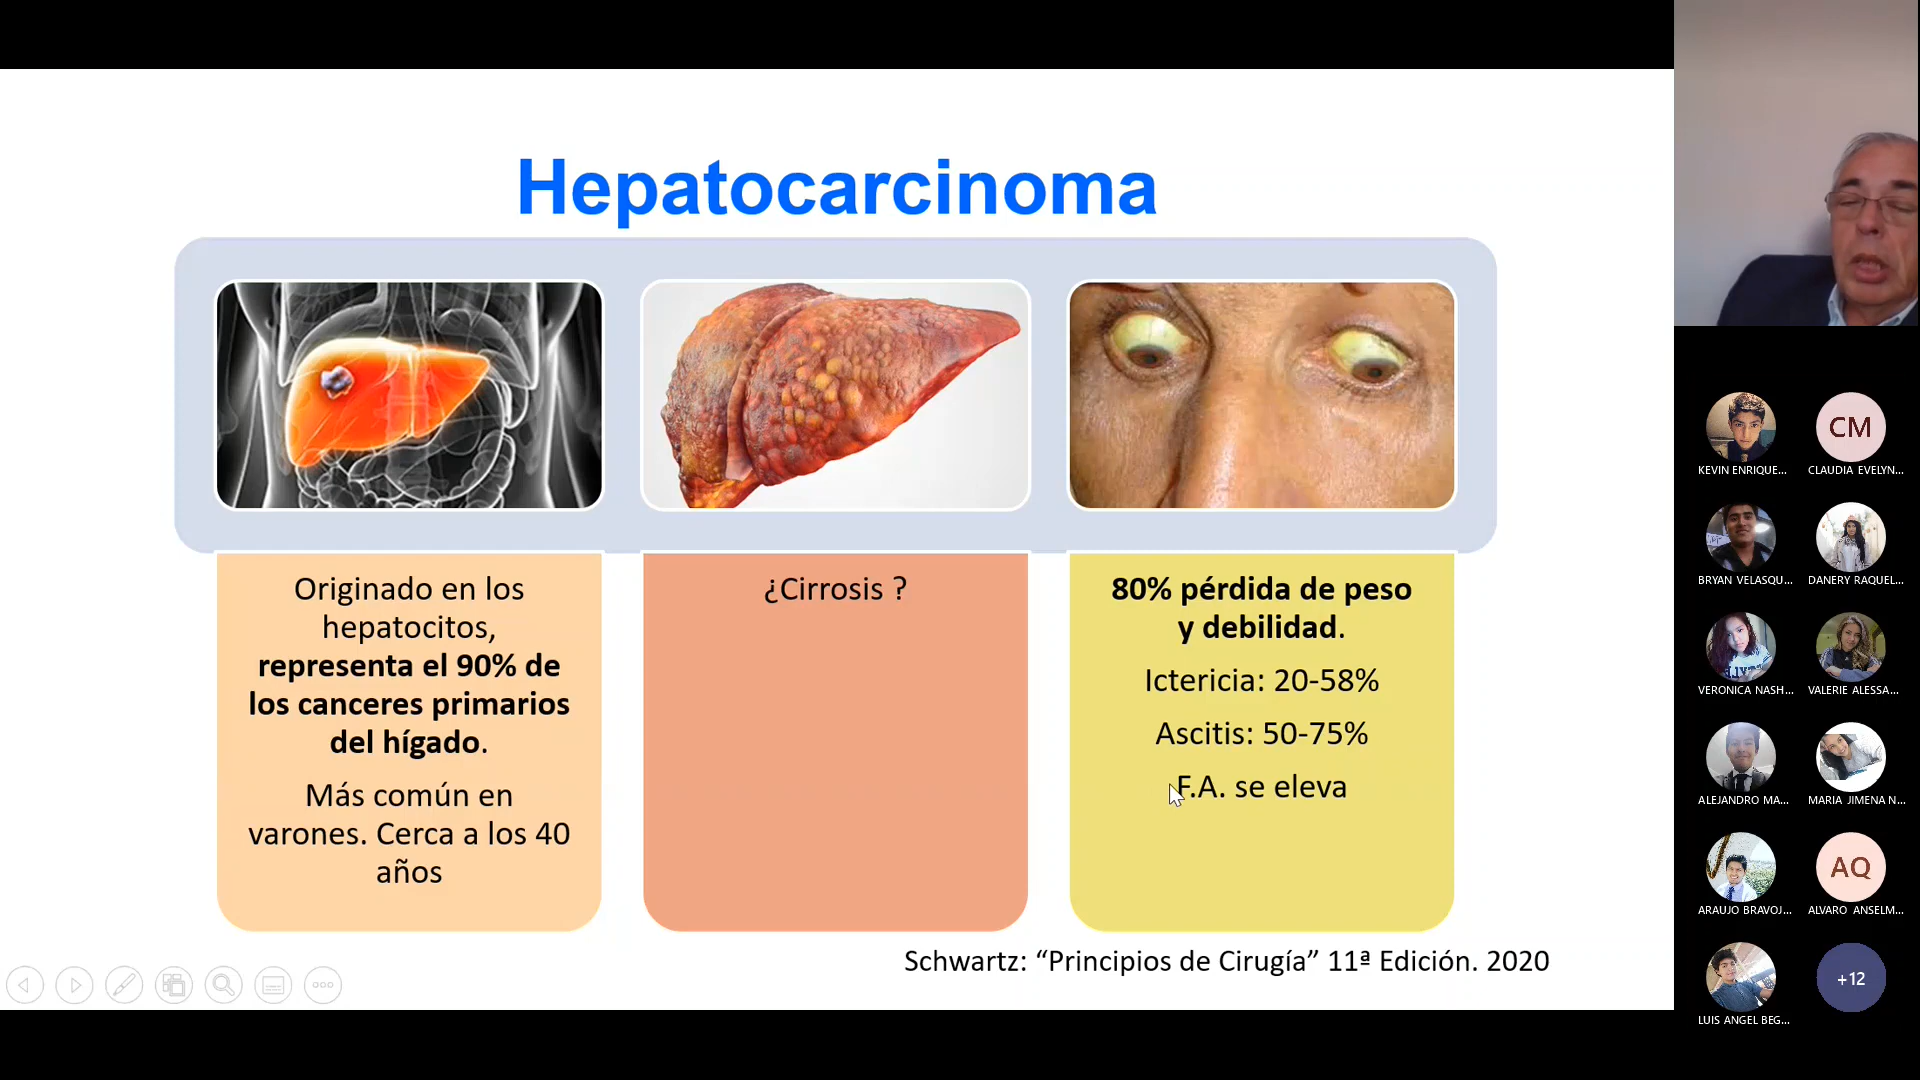 Hepatocarcinoma
Originado en los
hepatocitos,
representa el 90% de
los canceres primarios
del hígado.
Más común en
varones. Cerca a los 40
años
¿Cirrosis ?
80% pérdida de peso
y debilidad.
Ictericia: 20-58%
Ascitis: 50-75%
F.A. se eleva
Schwartz: “Principios de Cirugía” 11ª Edición. 2020
CM
KEVIN ENRIQUE...
CLAUDIA EVELYN...
BRYAN VELASQU...
DANERY RAQUEL...
VERONICA NASH...
VALERIE ALESSA...
ALEJANDRO MA...
MARIA JIMENA N...
AQ
ARAUJO BRAVOJ...
ALVARO ANSELM...
+12
LUIS ANGEL BEG...